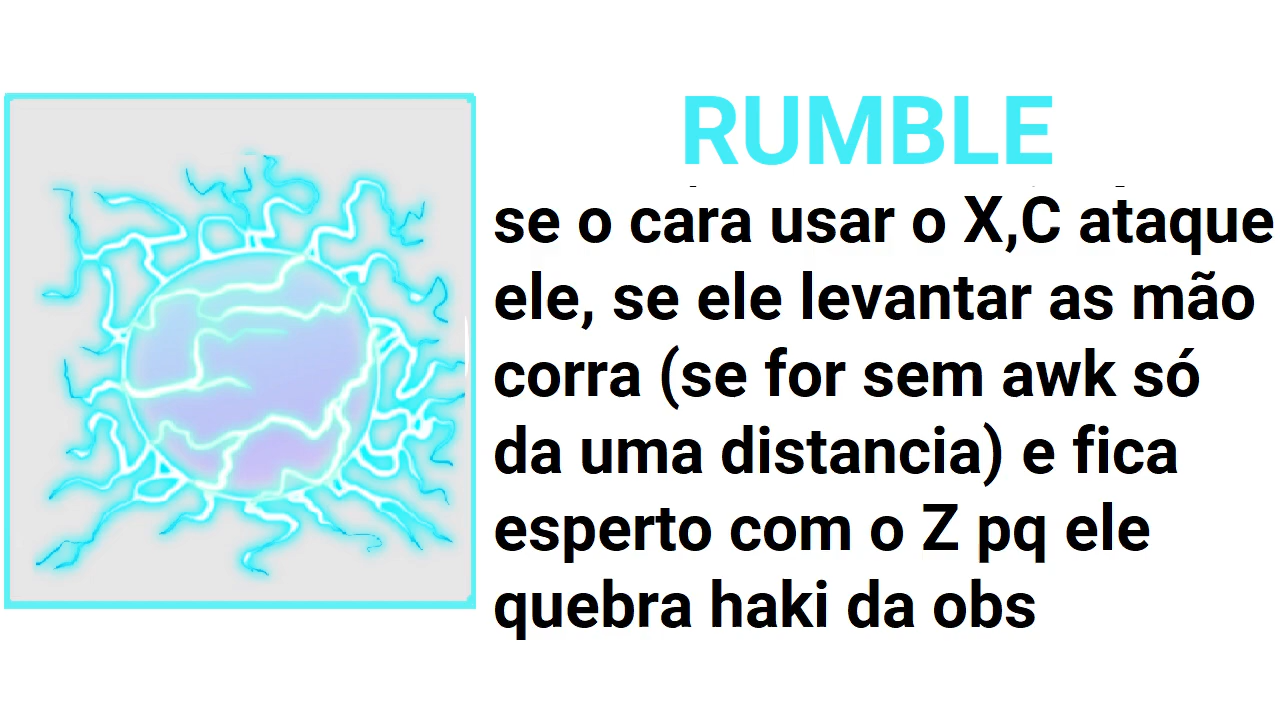 RUMBLE
se o cara usar o X,C ataque
ele, se ele levantar as mão
corra (se for sem awk só
da uma distancia) e fica
esperto com o Z pq ele
quebra haki da obs